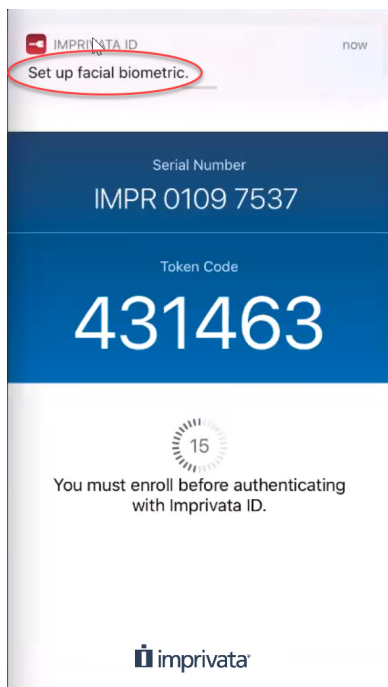 IMPRIVATA ID now
Set up facial biometric.
Serial Number
IMPR 0109 7537
Token Code
431463
15
You must enroll before authenticating
with Imprivata ID.
imprivata®